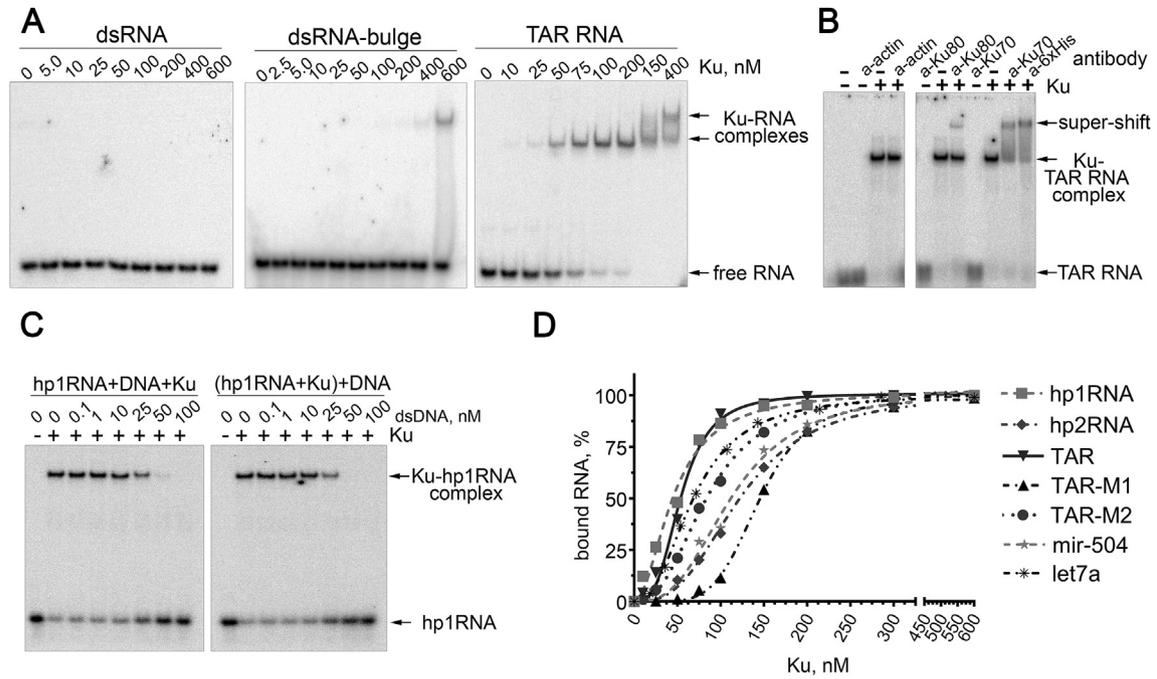 A
dsRNA
0 5.0 10 25 50 100 200 400 600
dsRNA-bulge
0 2.5 5.0 10 25 50 100 200 400 600
TAR RNA
0 10 25 50 75 100 200 150 400
Ku, nM
Ku-RNA
complexes
free RNA
B
- a-actin - a-actin a-Ku80 - a-Ku80 a-Ku70 - a-Ku70 a-6xHis
antibody
- - + + - + + - + + + Ku
super-shift
Ku-
TAR RNA
complex
TAR RNA
C
hp1RNA+DNA+Ku
(hp1RNA+Ku)+DNA
0 0 0.1 1 10 25 50 100
0 0 0.1 1 10 25 50 100
dsDNA, nM
- + + + + + + +
- + + + + + + +
Ku
Ku-hp1RNA
complex
hp1RNA
D
bound RNA, %
100
75
50
25
0
0 50 100 150 200 250 300 450 500 550 600
Ku, nM
hp1RNA
hp2RNA
TAR
TAR-M1
TAR-M2
mir-504
let7a